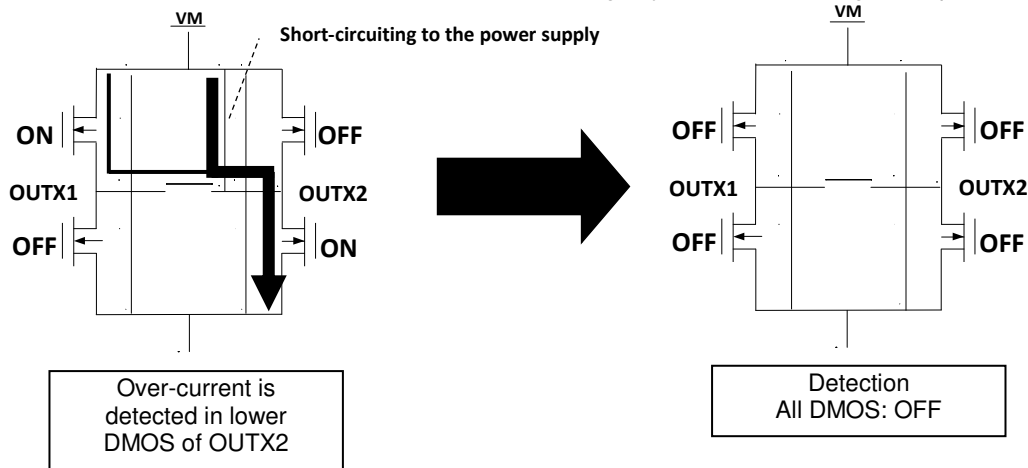 VM
VM
Short-circuiting to the power supply
ON
OFF
OFF
OFF
OUTX1
OUTX2
OUTX1
OUTX2
OFF
ON
OFF
OFF
Over-current is
detected in lower
DMOS of OUTX2
Detection
All DMOS: OFF